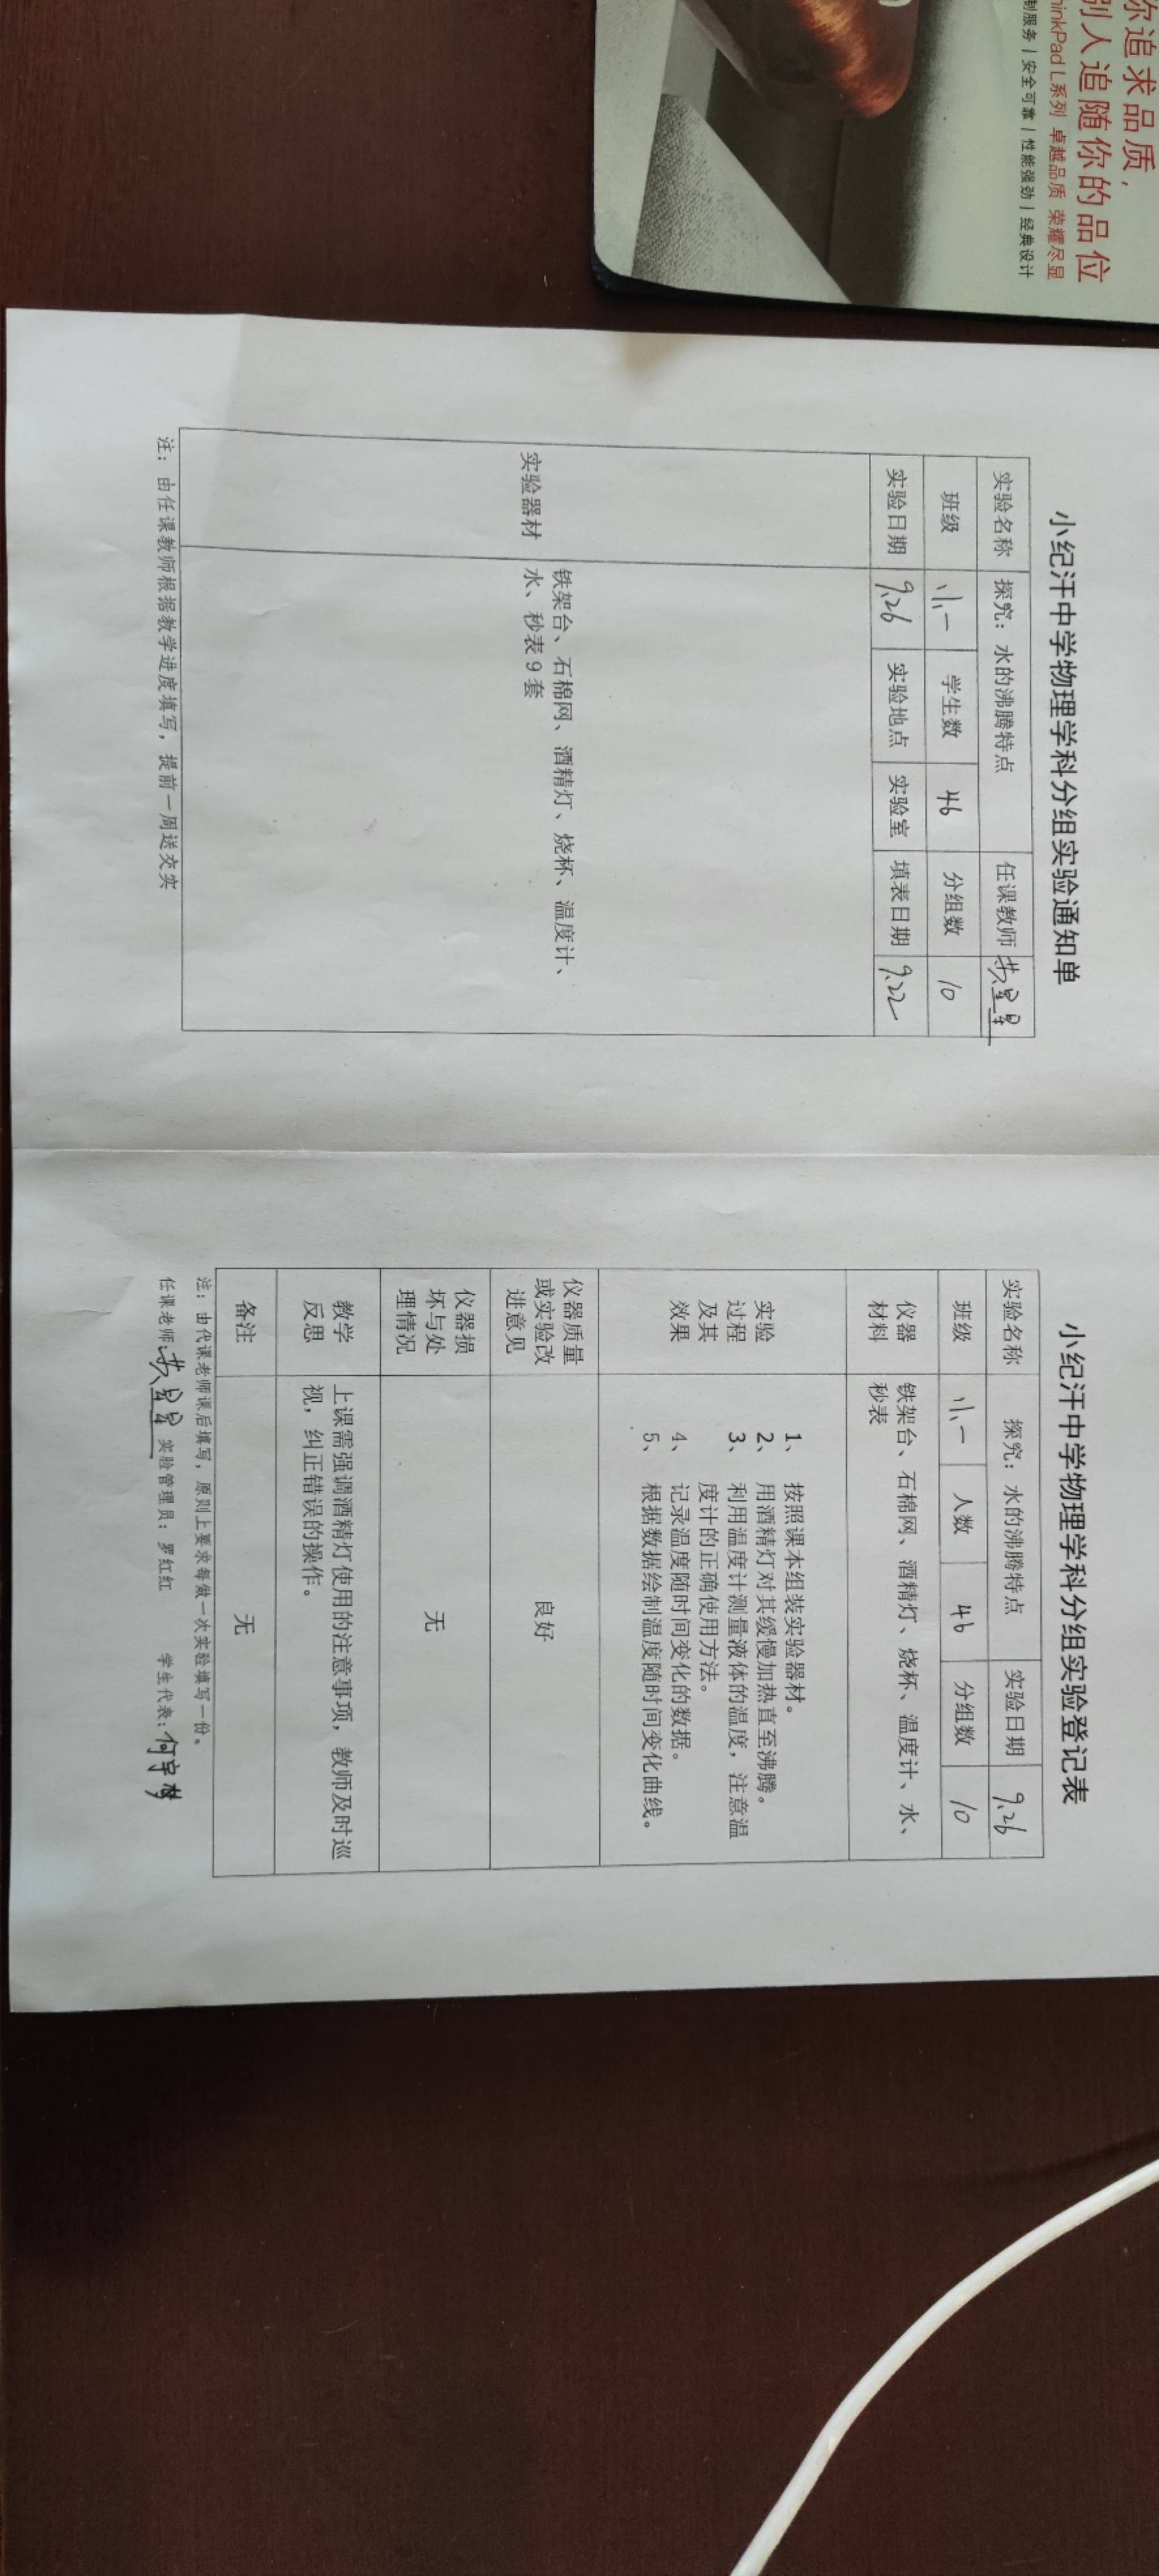 你追求品质，
别人追随你的品位
hinkPad L系列 卓越品质 荣耀尽显
制服务 | 安全可靠 | 性能强劲 | 经典设计
小纪汗中学物理学科分组实验通知单
实验名称 探究：水的沸腾特点 任课教师
班级 学生数 46 分组数 10
实验日期 9.26 实验地点 实验室 填表日期 9.22
实验器材
铁架台、石棉网、酒精灯、烧杯、温度计、
水、秒表9套
注：由任课教师根据教学进度填写，提前一周送交实
小纪汗中学物理学科分组实验登记表
实验名称 探究：水的沸腾特点 实验日期 9.26
班级 人数 46 分组数 10
仪器
材料
铁架台、石棉网、酒精灯、烧杯、温度计、水、
秒表
实验
过程
及其
效果
1、 按照课本组装实验器材。
2、 用酒精灯对其缓慢加热直至沸腾。
3、 利用温度计测量液体的温度，注意温
度计的正确使用方法。
4、 记录温度随时间变化的数据。
5、 根据数据绘制温度随时间变化曲线。
仪器质量
或实验改
进意见
良好
仪器损
坏与处
理情况
无
教学
反思
上课需强调酒精灯使用的注意事项，教师及时巡
视，纠正错误的操作。
备注 无
注：由代课老师课后填写，原则上要求每做一次实验填写一份。
任课老师： 实验管理员：罗红红 学生代表：何宇梦